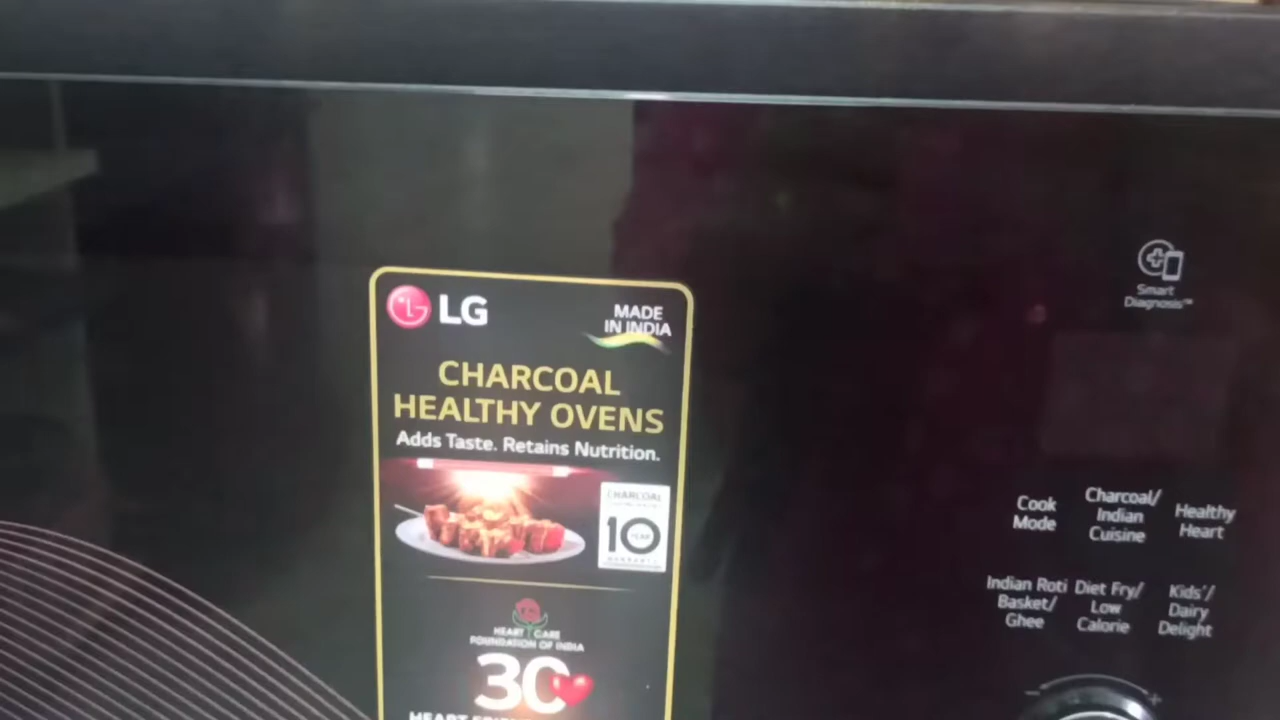 LG
MADE
IN INDIA
CHARCOAL
HEALTHY OVENS
Adds Taste. Retains Nutrition.
CHARCOAL
10
YEAR
HEART CARE
FOUNDATION OF INDIA
30
Smart
Diagnosis™
Cook
Mode
Charcoal/
Indian
Cuisine
Healthy
Heart
Indian Roti
Basket/
Ghee
Diet Fry/
Low
Calorie
Kids'/
Dairy
Delight
- +